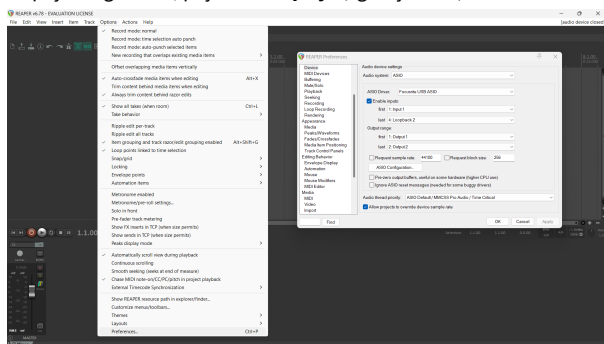 REAPER v6.78 - EVALUATION LICENSE
File Edit View Insert Item Track Options Actions Help
[audio device closed]
Record mode: normal
Record mode: time selection auto punch
Record mode: auto-punch selected items
New recording that overlaps existing media items
Offset overlapping media items vertically
Auto-crossfade media items when editing Alt+X
Trim content behind media items when editing
Always trim content behind razor edits
Show all takes (when room) Ctrl+L
Take behavior
Ripple edit per-track
Ripple edit all tracks
Item grouping and track razor/edit grouping enabled Alt+Shift+G
Loop points linked to time selection
Snap/grid
Locking
Envelope points
Automation items
Metronome enabled
Metronome/pre-roll settings...
Solo in front
Per-fader track metering
Show FX inserts in TCP (when size permits)
Show sends in TCP (when size permits)
Peaks display mode
Automatically scroll view during playback
Continuous scrolling
Smooth seeking (seeks at end of measure)
Chase MIDI note-on/CC/PC/pitch in project playback
External Timecode Synchronization
Show REAPER resource path in explorer/finder...
Customize menus/toolbars...
Themes
Layouts
Preferences... Ctrl+P
REAPER Preferences
Device
MIDI Devices
Buffering
Mute/Solo
Playback
Seeking
Recording
Loop Recording
Rendering
Appearance
Media
Peaks/Waveforms
Fades/Crossfades
Media Item Positioning
Track Control Panels
Editing Behavior
Envelope Display
Automation
Mouse
Mouse Modifiers
MIDI Editor
Media
MIDI
Video
Import
Find
Audio device settings
Audio system: ASIO
ASIO Driver: Focusrite USB ASIO
Enable inputs
first 1: Input 1
last 4: Loopback 2
Output range:
first 1: Output 1
last 2: Output 2
Request sample rate: 44100 Request block size: 256
ASIO Configuration...
Pre-zero output buffers, useful on some hardware (higher CPU use)
Ignore ASIO reset messages (needed for some buggy drivers)
Audio thread priority: ASIO Default / MMCSS Pro Audio / Time Critical
Allow projects to override device sample rate
OK Cancel Apply
1.1.00
MASTER